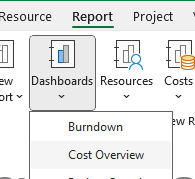 Resource Report Project
Dashboards Resources Costs
Burndown
Cost Overview